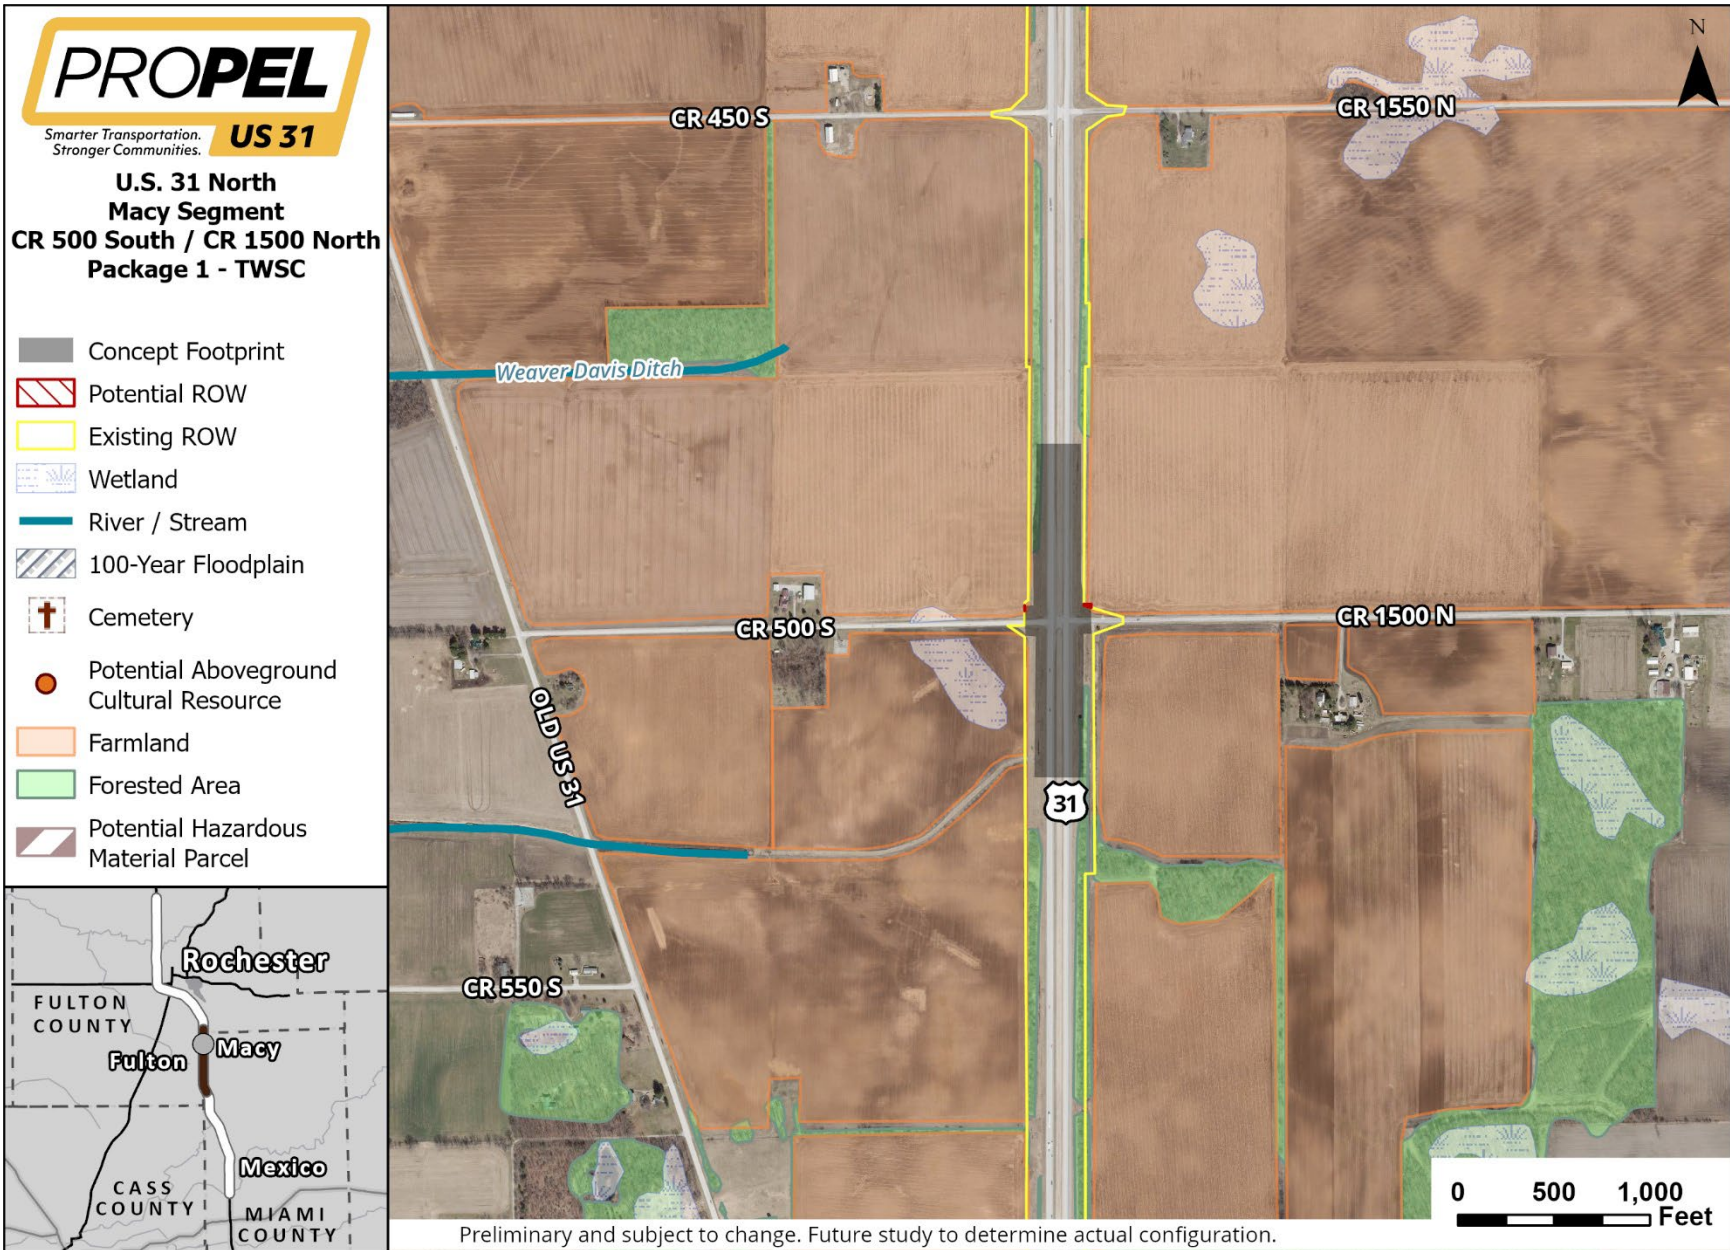 PROPEL
Smarter Transportation.
Stronger Communities.
US 31
U.S. 31 North
Macy Segment
CR 500 South / CR 1500 North
Package 1 - TWSC
Concept Footprint
Potential ROW
Existing ROW
Wetland
River / Stream
100-Year Floodplain
Cemetery
Potential Aboveground
Cultural Resource
Farmland
Forested Area
Potential Hazardous
Material Parcel
Rochester
FULTON
COUNTY
Fulton
Macy
Mexico
CASS
COUNTY
MIAMI
COUNTY
N
CR 450 S
CR 1550 N
Weaver Davis Ditch
CR 500 S
CR 1500 N
OLD US 31
31
CR 550 S
0 500 1,000
Feet
Preliminary and subject to change. Future study to determine actual configuration.